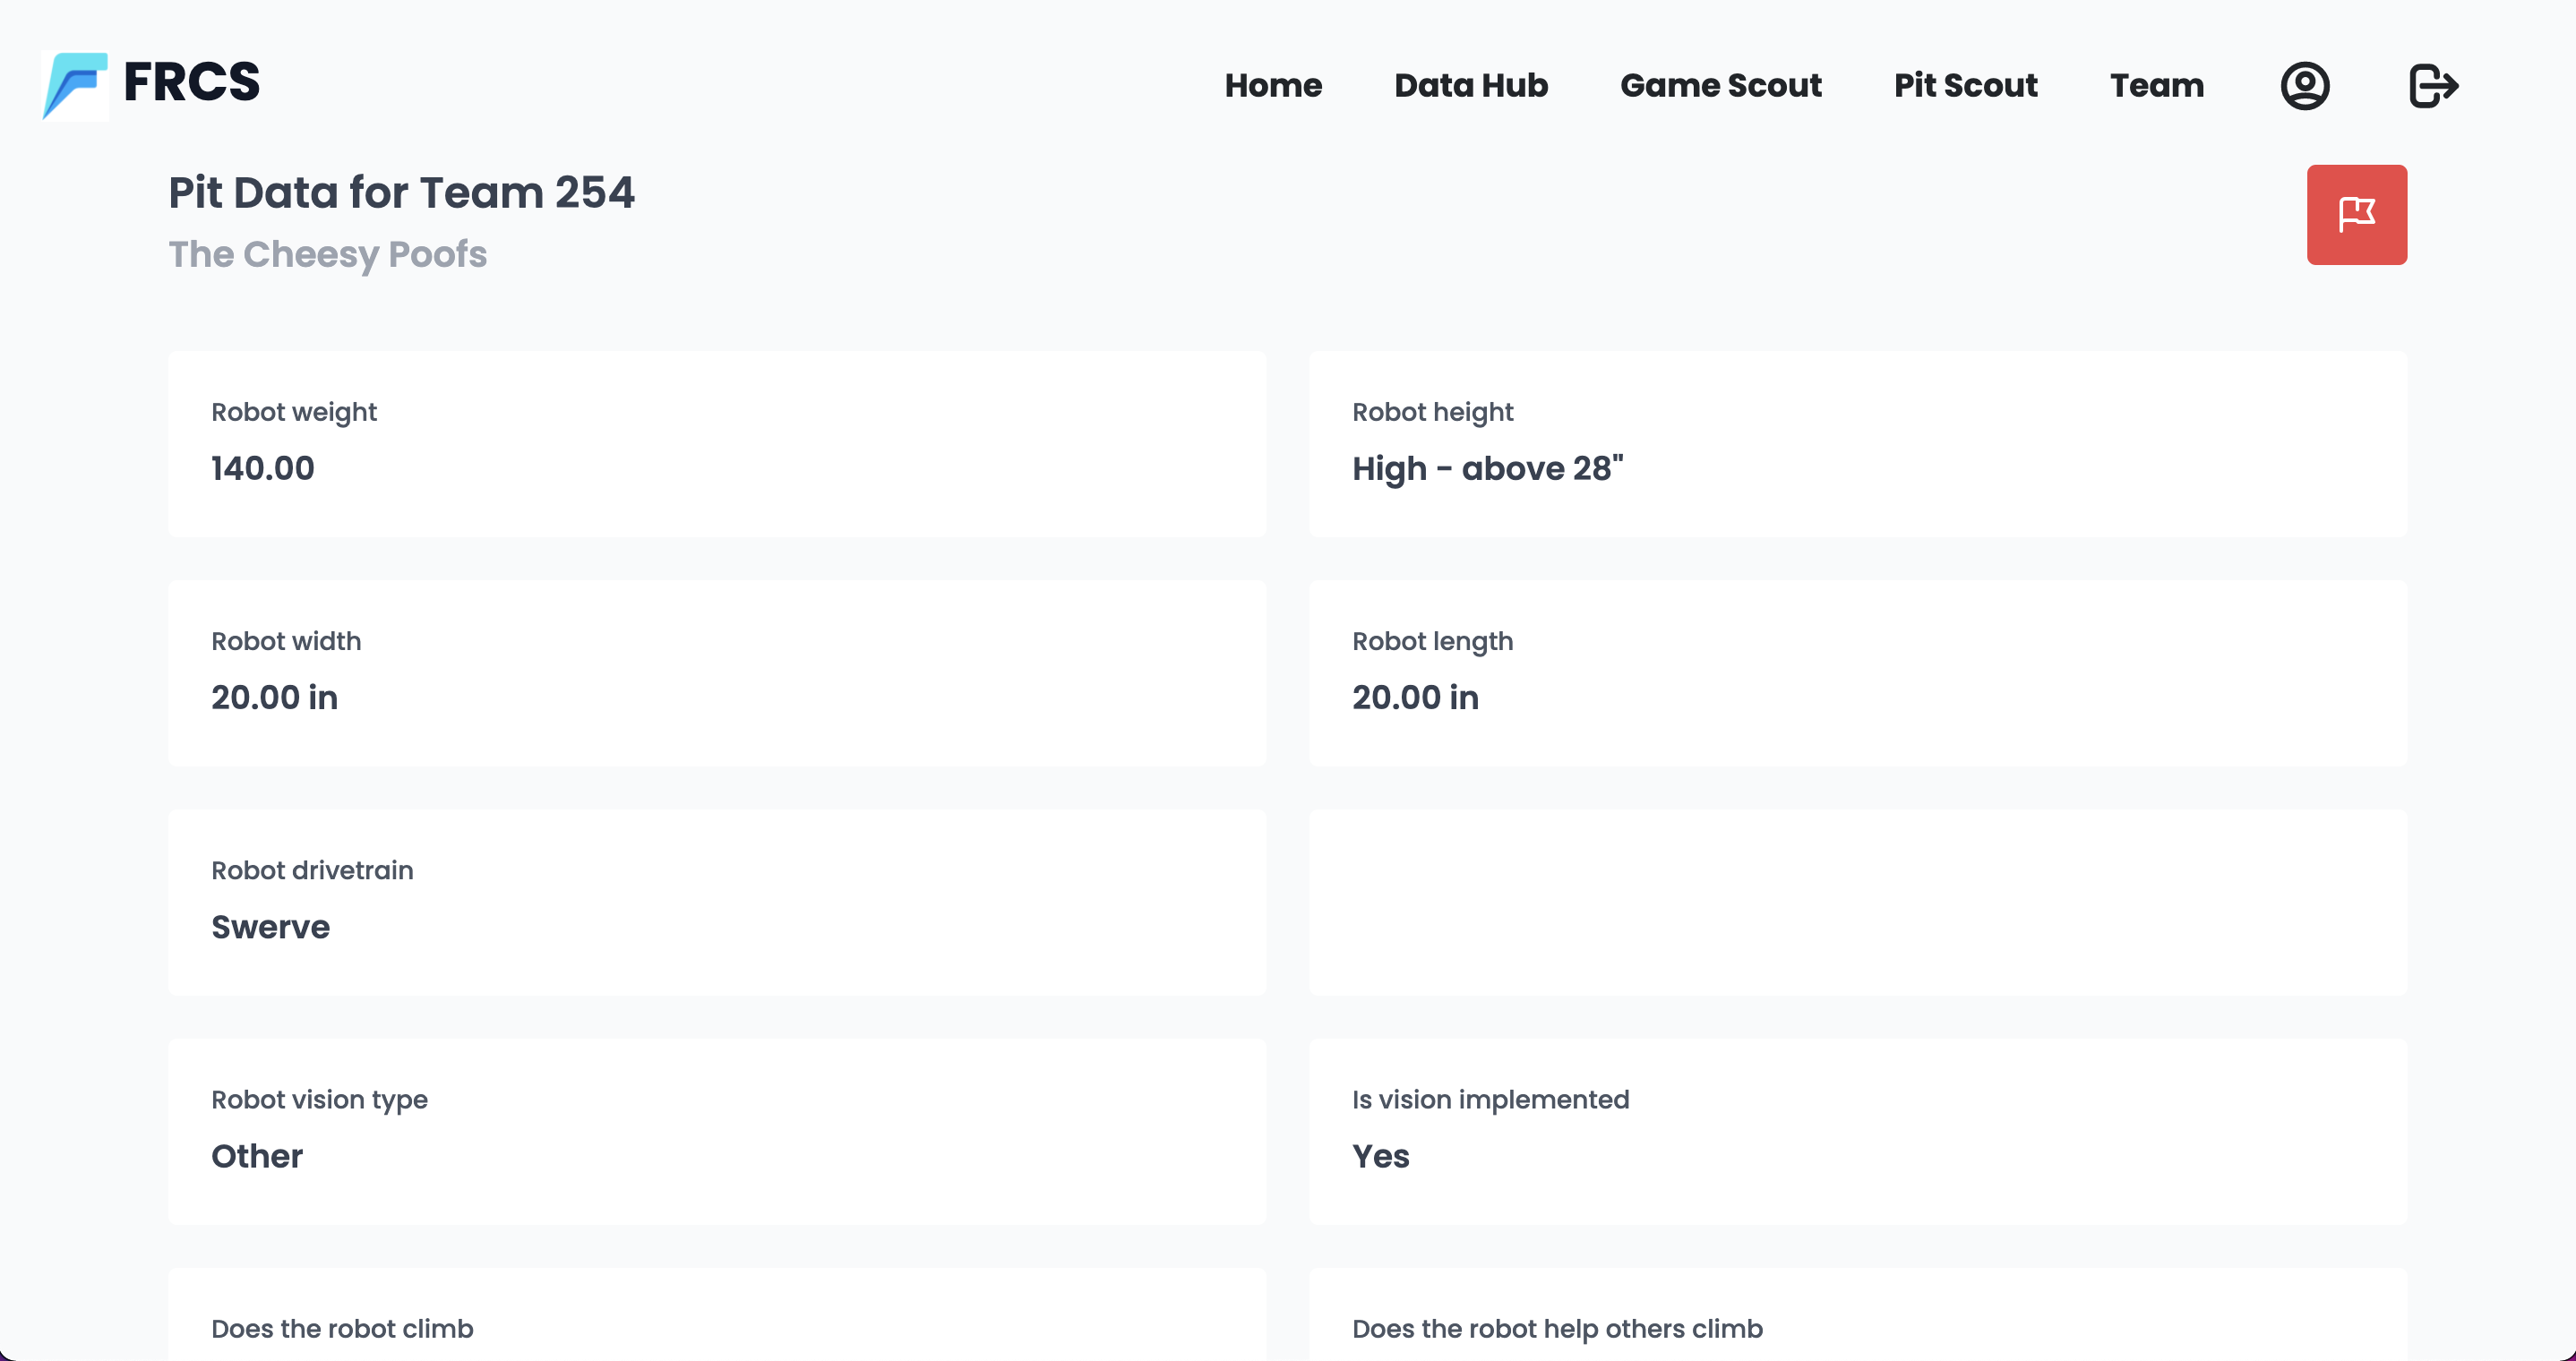 FRCS
Home Data Hub Game Scout Pit Scout Team
Pit Data for Team 254
The Cheesy Poofs
Robot weight
140.00
Robot height
High - above 28"
Robot width
20.00 in
Robot length
20.00 in
Robot drivetrain
Swerve
Robot vision type
Other
Is vision implemented
Yes
Does the robot climb
Does the robot help others climb